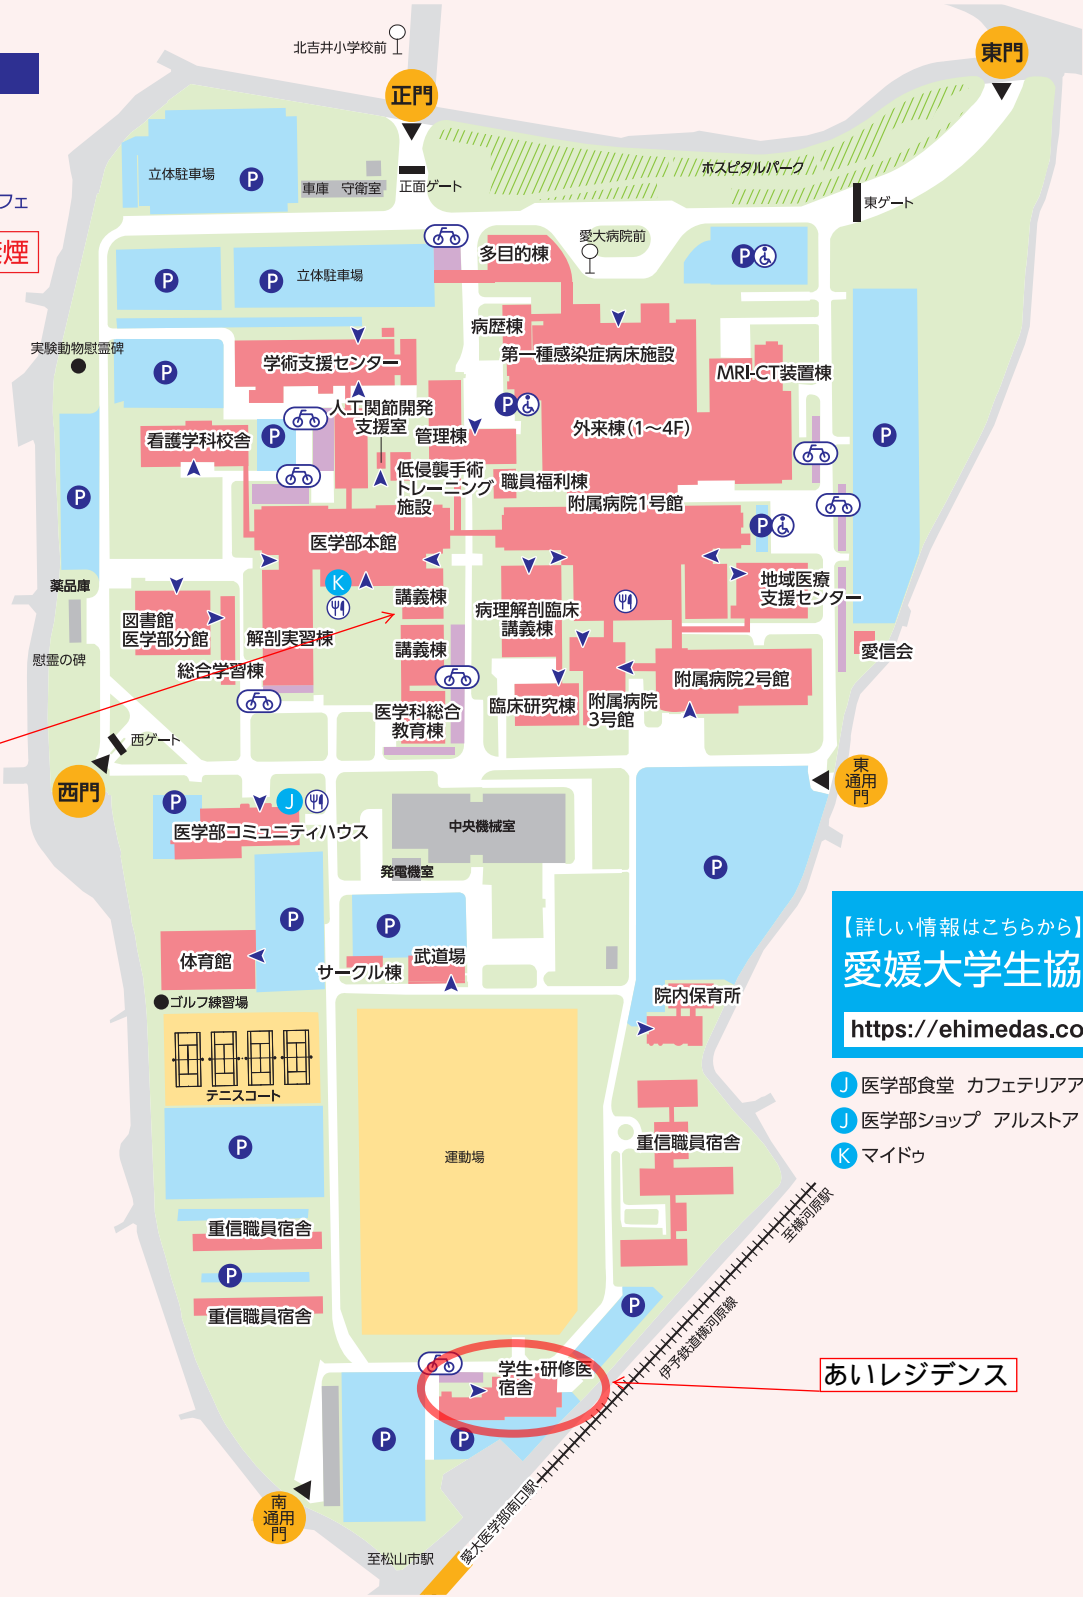 北吉井小学校前
正門
東門
ホスピタルパーク
立体駐車場
P
車庫 守衛室
正面ゲート
東ゲート
フェ
煙
多目的棟
愛大病院前
P
P
P
立体駐車場
病歴棟
第一種感染症病床施設
実験動物慰霊碑
学術支援センター
MRI-CT装置棟
P
人工関節開発
支援室
P
看護学科校舎
P
管理棟
外来棟(1〜4F)
P
低侵襲手術
トレーニング
施設
職員福利棟
P
附属病院1号館
P
医学部本館
薬品庫
K
地域医療
支援センター
図書館
医学部分館
講義棟
病理解剖臨床
講義棟
解剖実習棟
講義棟
愛信会
慰霊の碑
総合学習棟
附属病院2号館
医学科総合
教育棟
臨床研究棟
附属病院
3号館
西ゲート
西門
東
通用
門
P
J
医学部コミュニティハウス
中央機械室
発電機室
P
P
P
体育館
サークル棟
武道場
【詳しい情報はこちらから】
愛媛大学生協
https://ehimedas.co
ゴルフ練習場
院内保育所
テニスコート
J 医学部食堂 カフェテリアア
J 医学部ショップ アルストア
K マイドゥ
P
運動場
重信職員宿舎
至横河原駅
重信職員宿舎
P
重信職員宿舎
P
伊予鉄道横河原線
学生・研修医
宿舎
あいレジデンス
P
P
南
通用
門
愛大医学部南口駅
至松山市駅